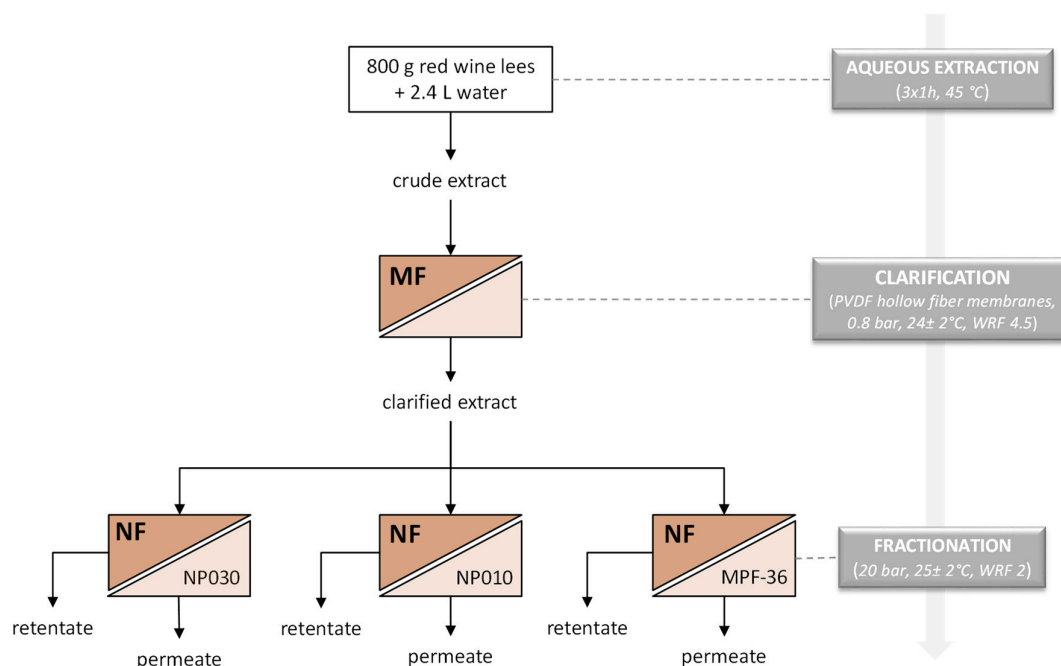 800 g red wine lees
+ 2.4 L water
AQUEOUS EXTRACTION
(3x1h, 45 °C)
crude extract
MF
CLARIFICATION
(PVDF hollow fiber membranes,
0.8 bar, 24± 2°C, WRF 4.5)
clarified extract
NF
NP030
NF
NP010
NF
MPF-36
FRACTIONATION
(20 bar, 25± 2°C, WRF 2)
retentate
permeate
retentate
permeate
retentate
permeate